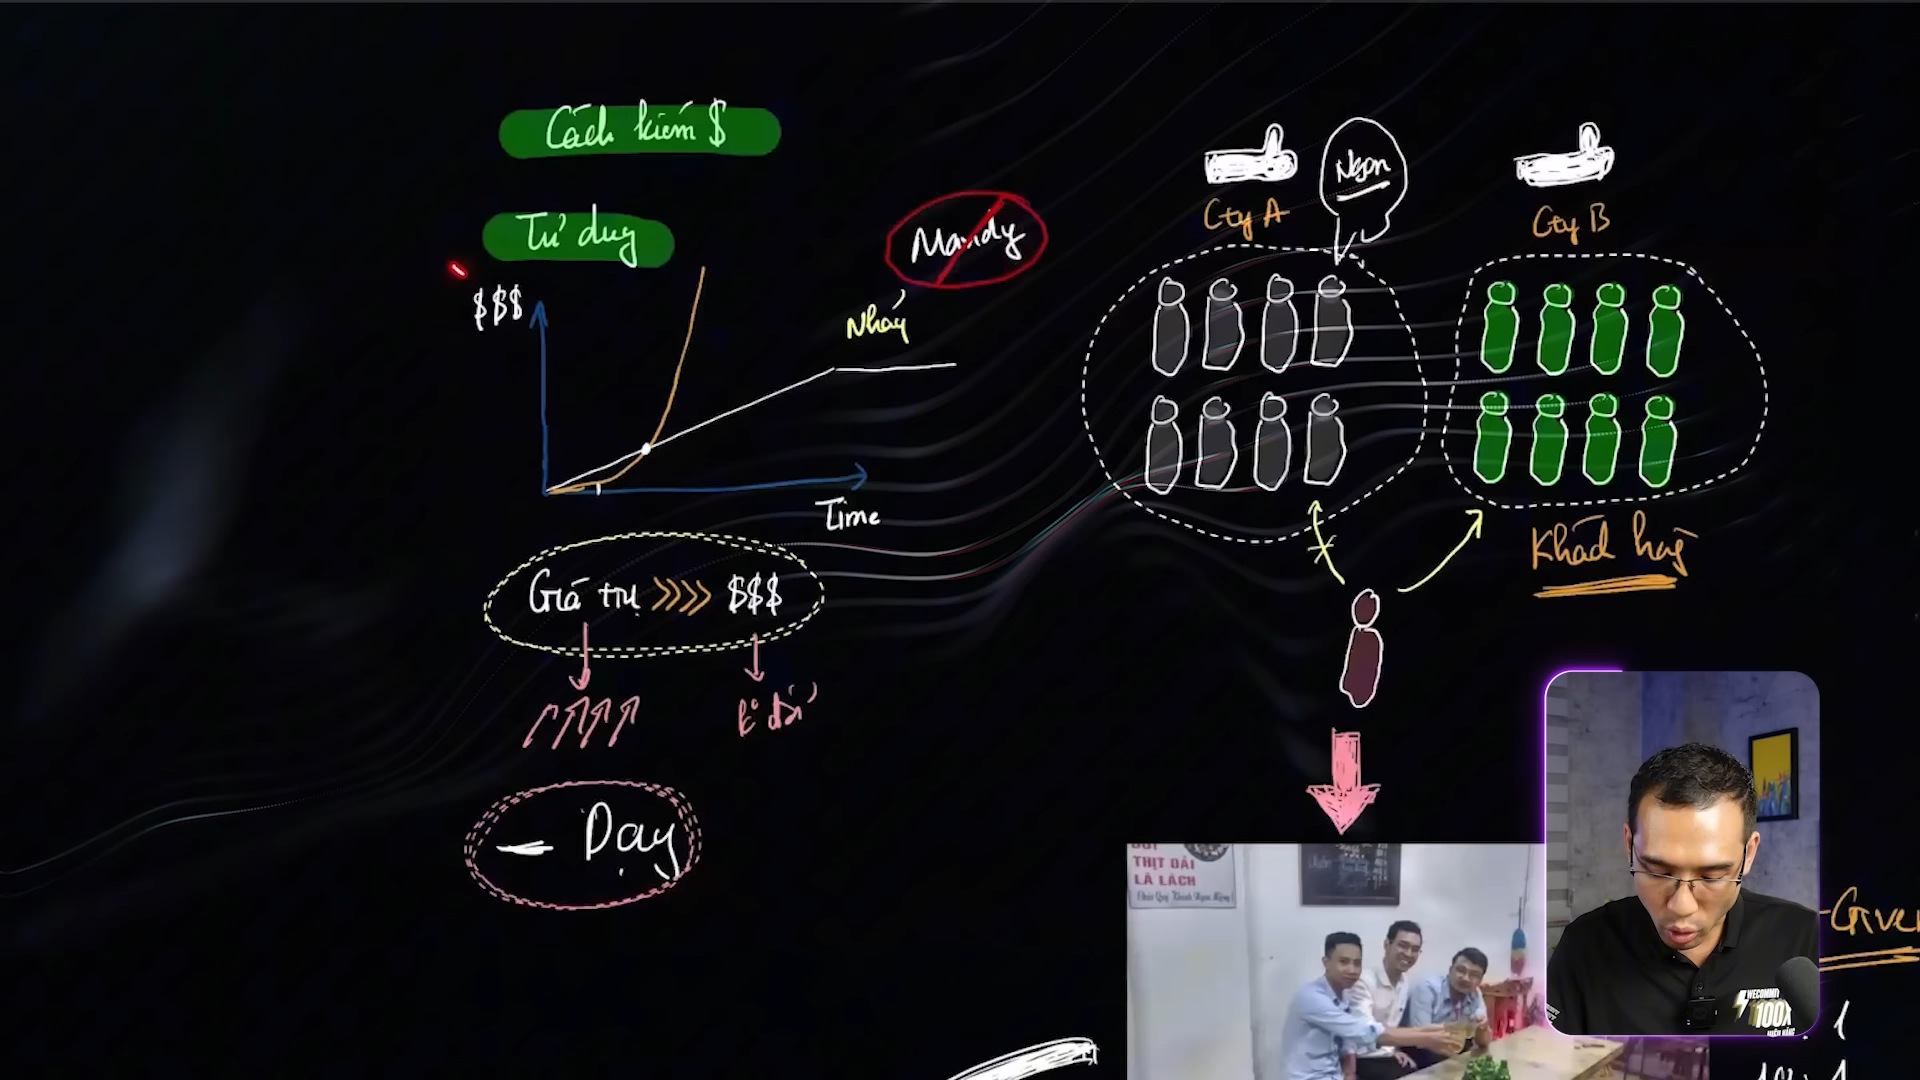 Cách kiếm $
Tư duy
$$$
Mandy
Nhảy
Time
Giá trị >>>> $$$
- Dạy
Ngon
Cty A
Cty B
Khách hàng
THỊT DẢI
LÁ LÁCH
WECOMMIT
100X